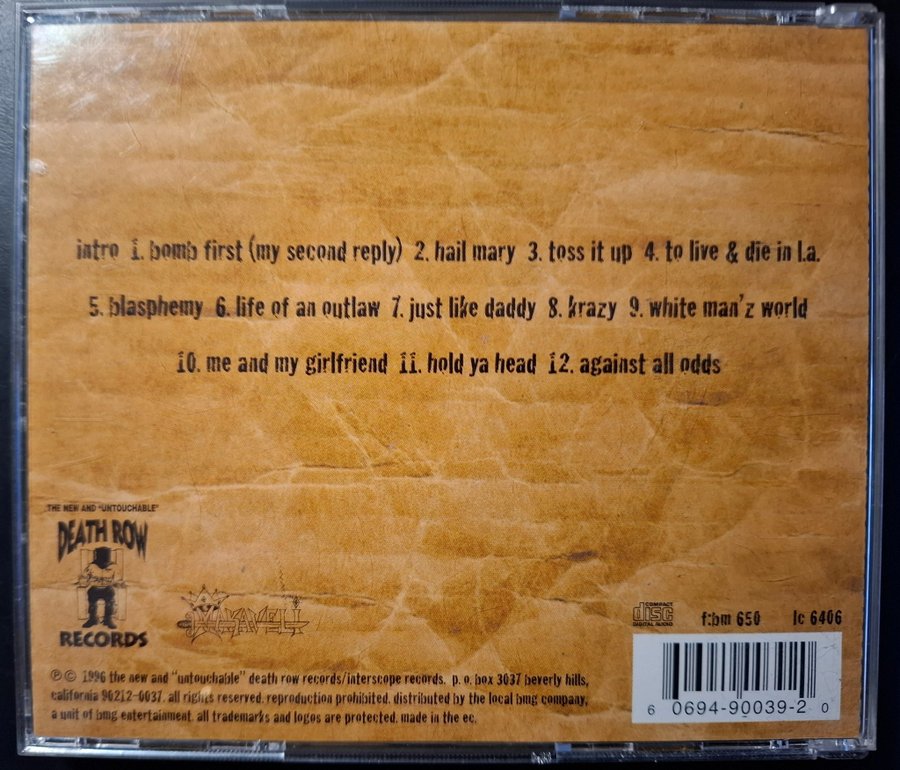 intro 1. bomb first (my second reply) 2. hail mary 3. toss it up 4. to live & die in l.a.
5. blasphemy 6. life of an outlaw 7. just like daddy 8. krazy 9. white man'z world
10. me and my girlfriend 11. hold ya head 12. against all odds
THE NEW AND "UNTOUCHABLE"
DEATH ROW
RECORDS
MAKAVELI
COMPACT
disc
DIGITAL AUDIO
f:bm 650
lc 6406
℗ © 1996 the new and "untouchable" death row records/interscope records. p. o. box 3037 beverly hills,
california 90212-0037. all rights reserved. reproduction prohibited. distributed by the local bmg company,
a unit of bmg entertainment. all trademarks and logos are protected. made in the ec.
6 0694-90039-2 0